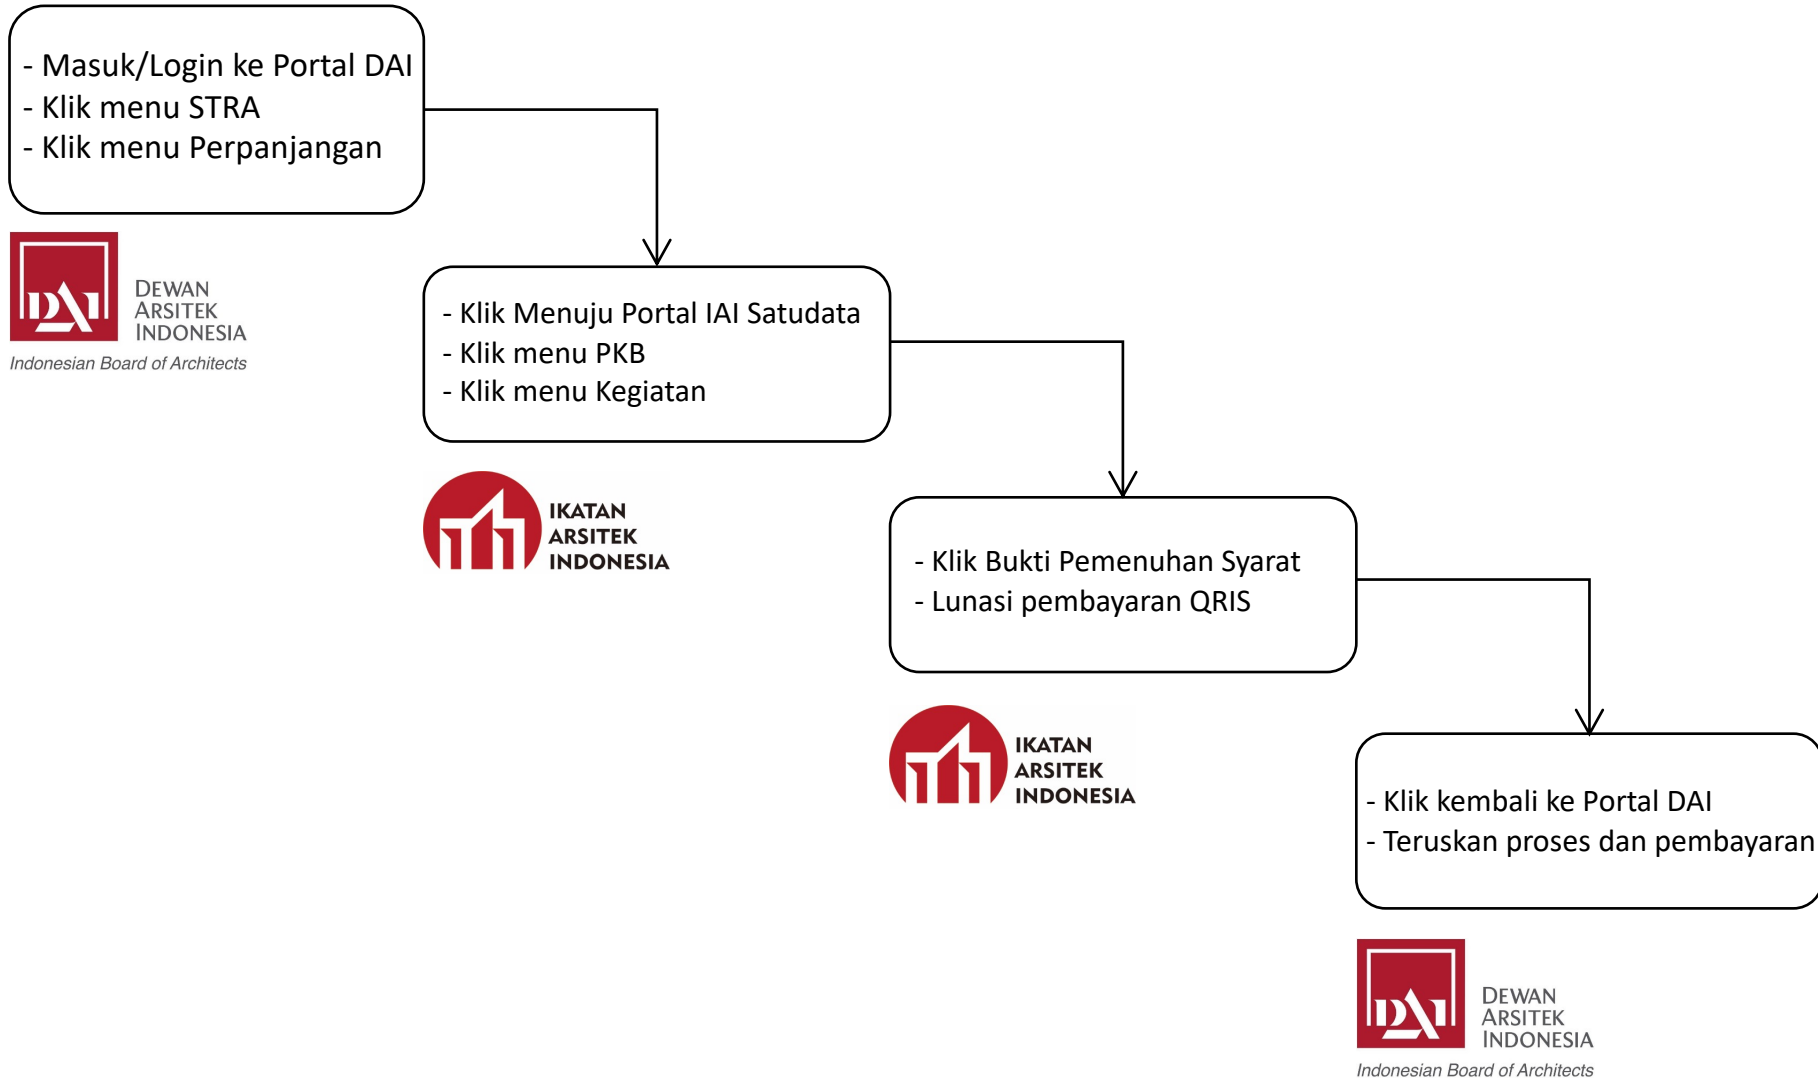 - Masuk/Login ke Portal DAI
- Klik menu STRA
- Klik menu Perpanjangan
DAI
DEWAN
ARSITEK
INDONESIA
Indonesian Board of Architects
- Klik Menuju Portal IAI Satudata
- Klik menu PKB
- Klik menu Kegiatan
IKATAN
ARSITEK
INDONESIA
- Klik Bukti Pemenuhan Syarat
- Lunasi pembayaran QRIS
IKATAN
ARSITEK
INDONESIA
- Klik kembali ke Portal DAI
- Teruskan proses dan pembayaran
DAI
DEWAN
ARSITEK
INDONESIA
Indonesian Board of Architects